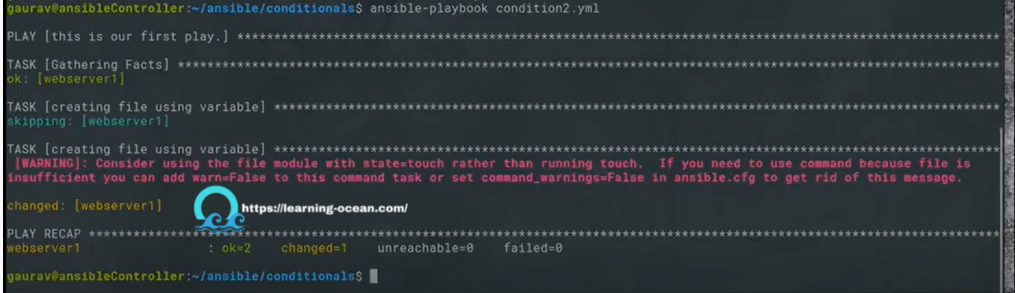 gaurav@ansibleController:~/ansible/conditionals$ ansible-playbook condition2.yml
PLAY [this is our first play.] *********************************************************************************************
TASK [Gathering Facts] *****************************************************************************************************
ok: [webserver1]
TASK [creating file using variable] ****************************************************************************************
skipping: [webserver1]
TASK [creating file using variable] ****************************************************************************************
[WARNING]: Consider using the file module with state=touch rather than running touch.  If you need to use command because file is
insufficient you can add warn=False to this command task or set command_warnings=False in ansible.cfg to get rid of this message.
changed: [webserver1]
https://learning-ocean.com/
PLAY RECAP *****************************************************************************************************************
webserver1                 : ok=2    changed=1    unreachable=0    failed=0
gaurav@ansibleController:~/ansible/conditionals$